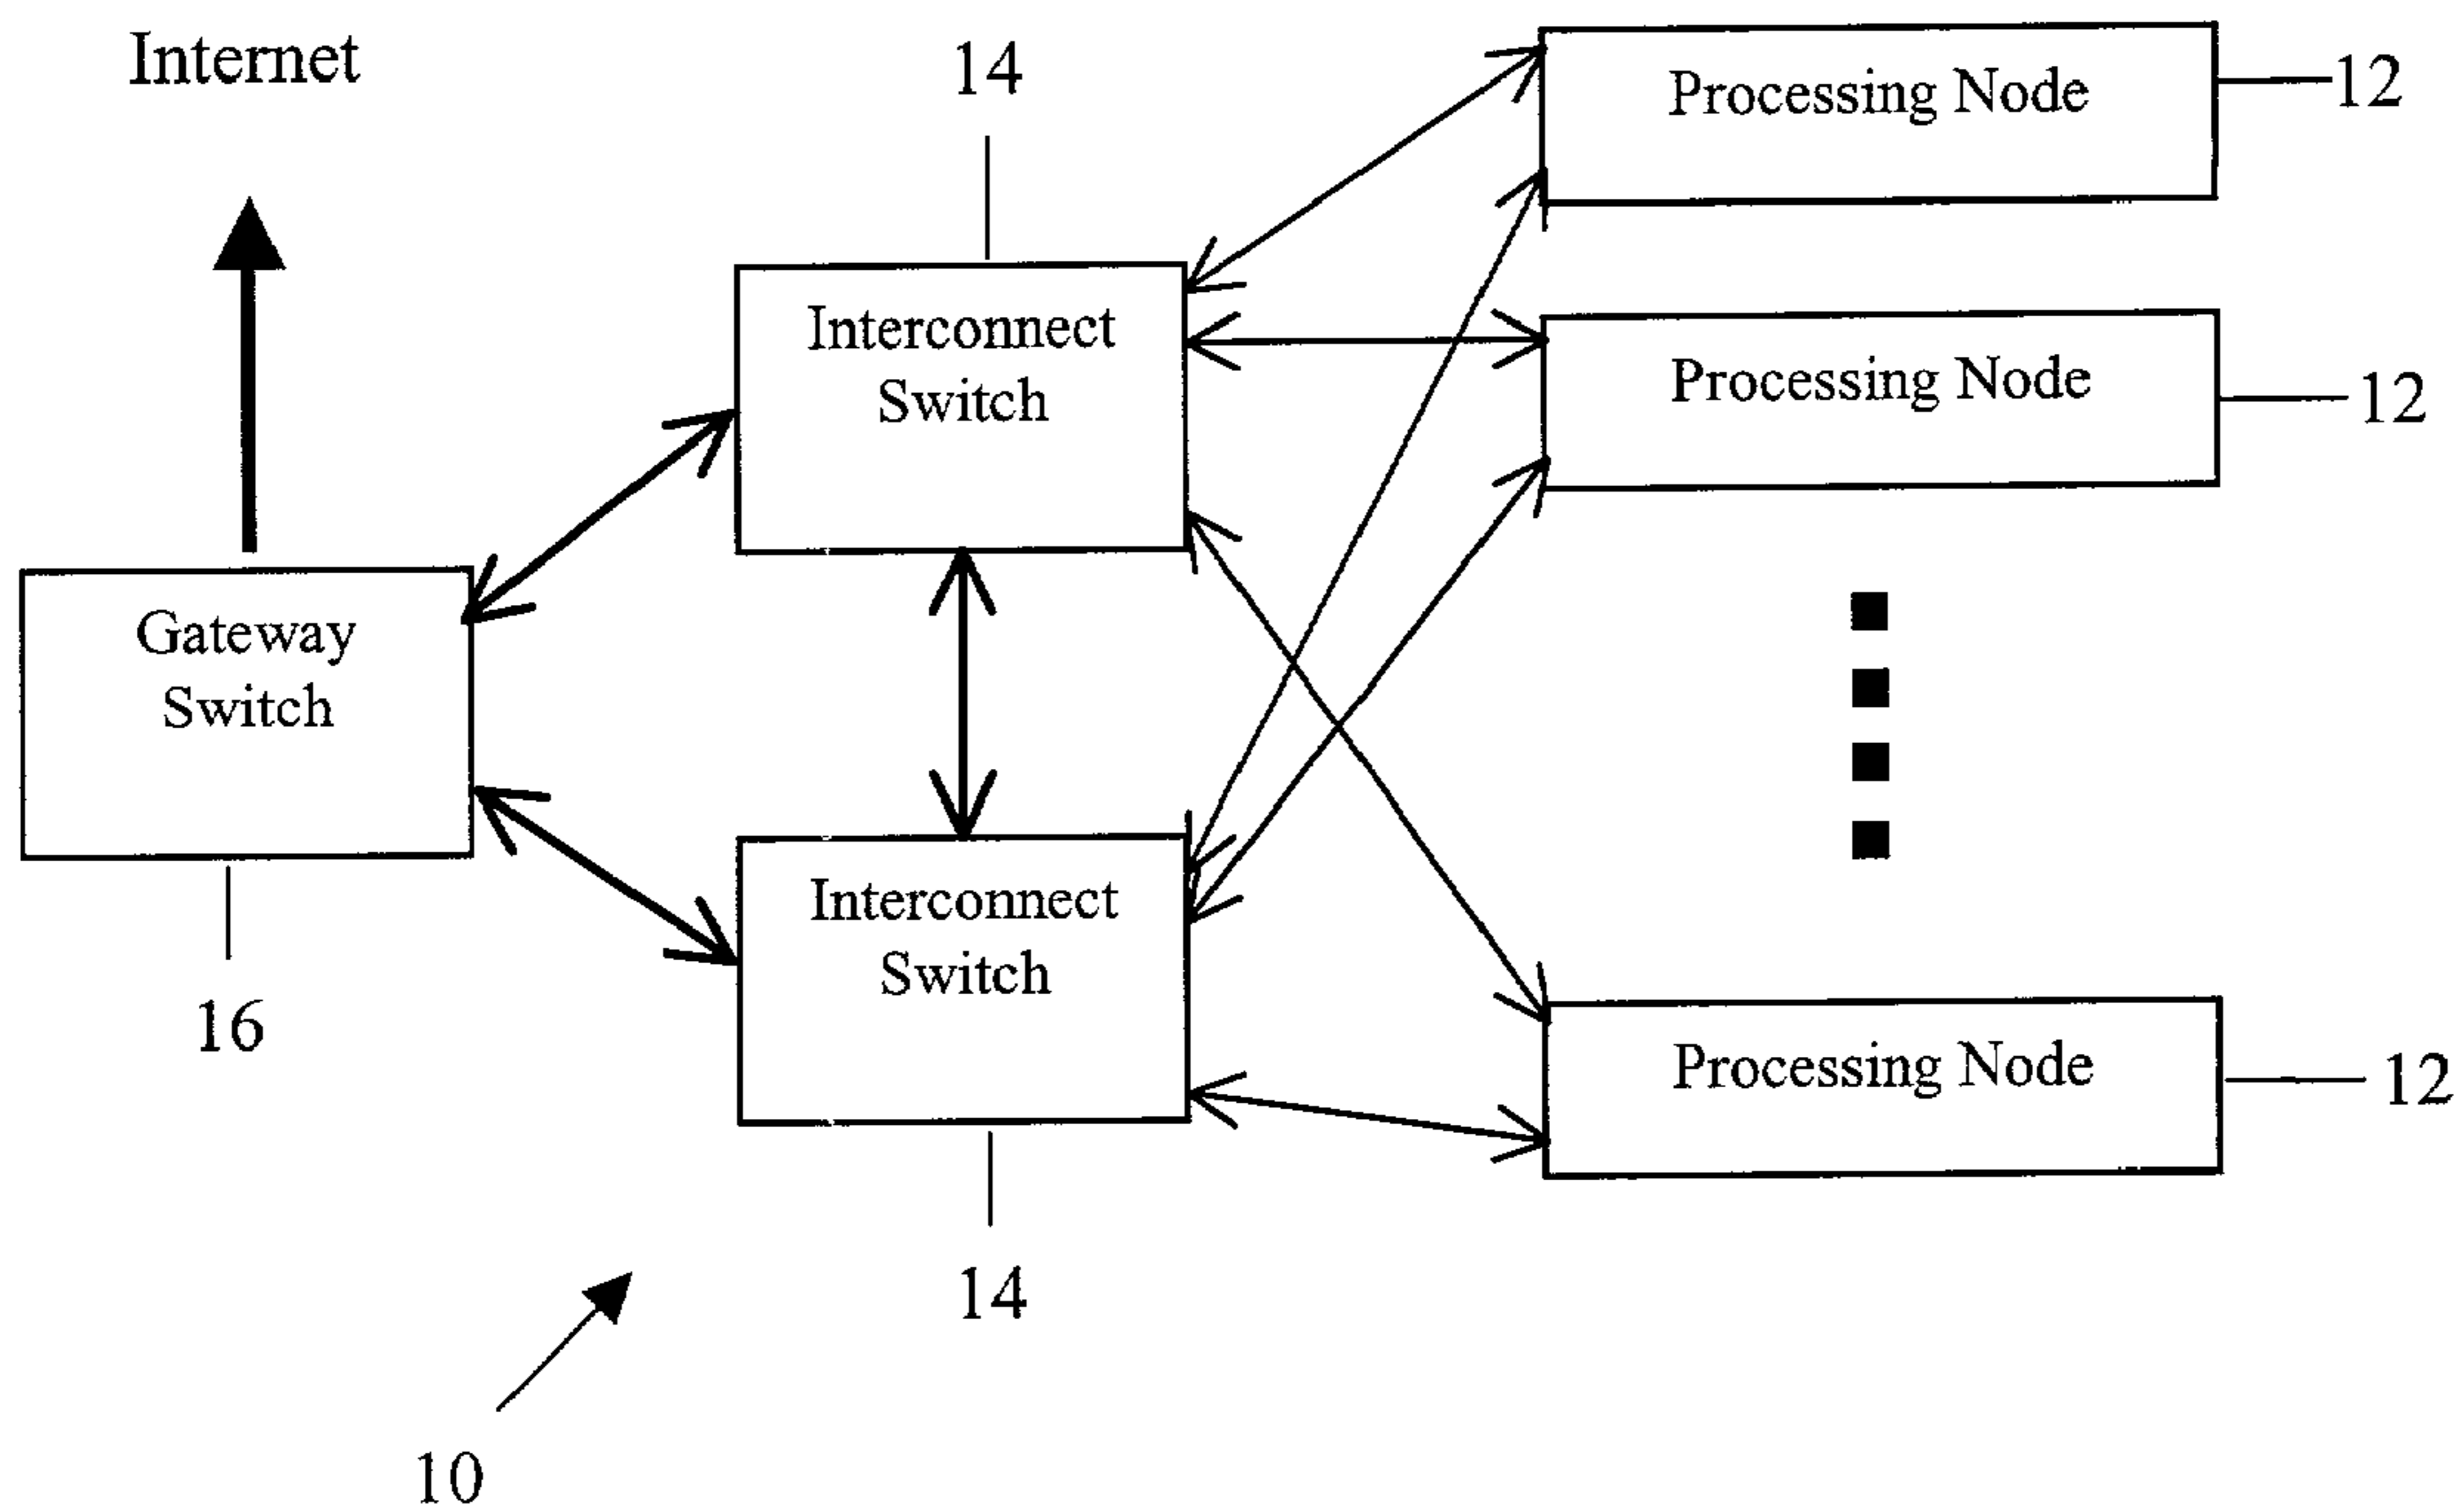 Internet
14
Processing Node
12
Interconnect
Switch
Processing Node
12
Gateway
Switch
16
Interconnect
Switch
14
Processing Node
12
10